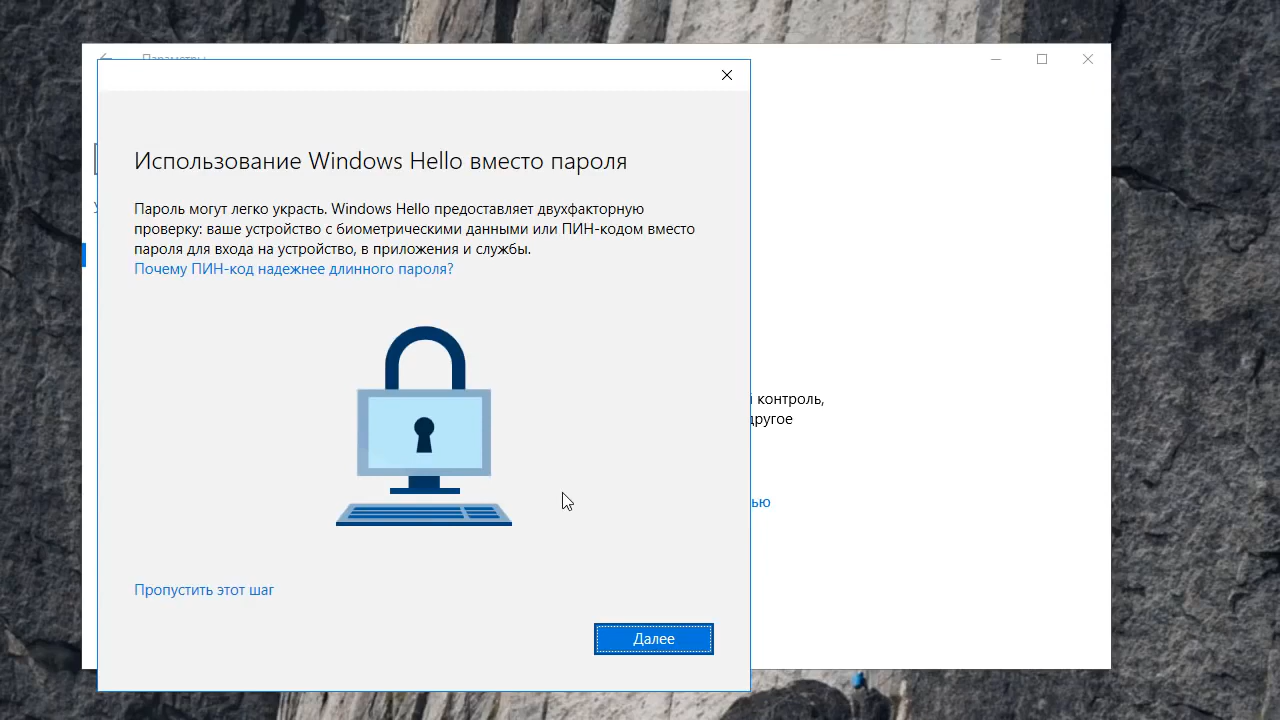 Параметры
Использование Windows Hello вместо пароля
Пароль могут легко украсть. Windows Hello предоставляет двухфакторную
проверку: ваше устройство с биометрическими данными или ПИН-кодом вместо
пароля для входа на устройство, в приложения и службы.
Почему ПИН-код надежнее длинного пароля?
контроль,
другое
ью
Пропустить этот шаг
Далее